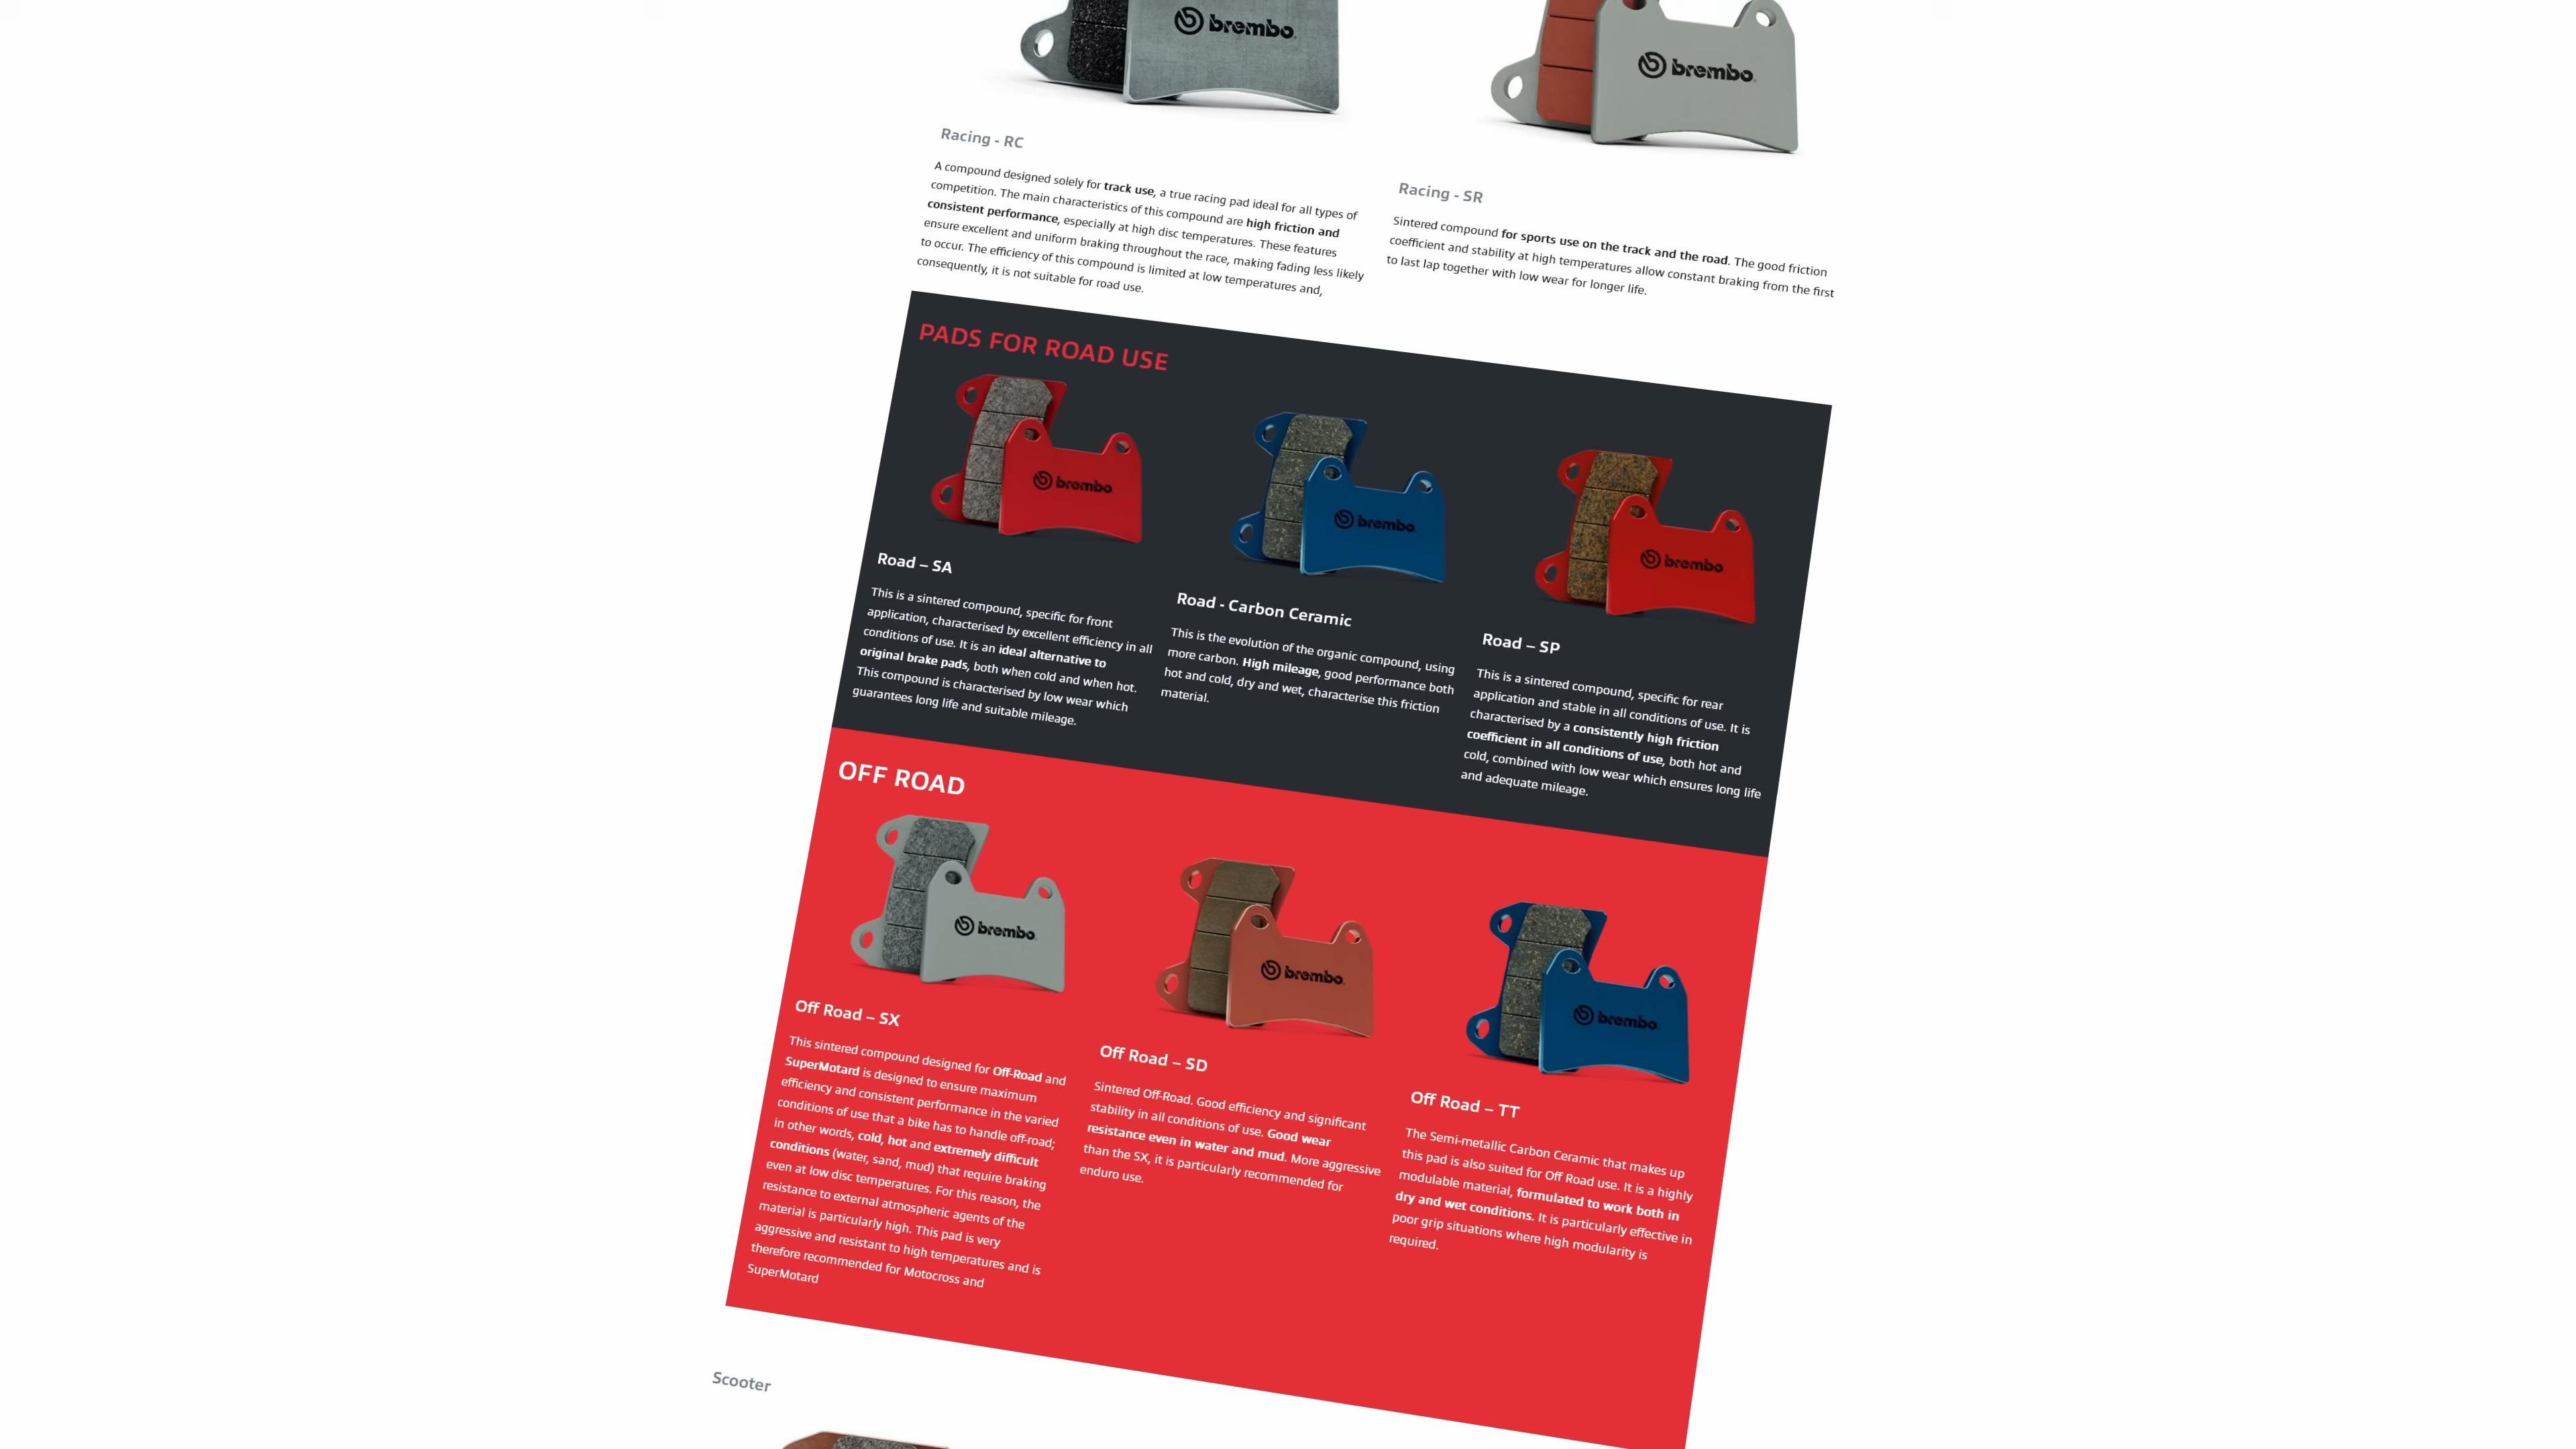 brembo
brembo
Racing - RC
A compound designed solely for track use, a true racing pad ideal for all types of
competition. The main characteristics of this compound are high friction and
consistent performance, especially at high disc temperatures. These features
ensure excellent and uniform braking throughout the race, making fading less likely
to occur. The efficiency of this compound is limited at low temperatures and,
consequently, it is not suitable for road use.
Racing - SR
Sintered compound for sports use on the track and the road. The good friction
coefficient and stability at high temperatures allow constant braking from the first
to last lap together with low wear for longer life.
PADS FOR ROAD USE
brembo
brembo
brembo
Road – SA
This is a sintered compound, specific for front
application, characterised by excellent efficiency in all
conditions of use. It is an ideal alternative to
original brake pads, both when cold and when hot.
This compound is characterised by low wear which
guarantees long life and suitable mileage.
Road - Carbon Ceramic
This is the evolution of the organic compound, using
more carbon. High mileage, good performance both
hot and cold, dry and wet, characterise this friction
material.
Road – SP
This is a sintered compound, specific for rear
application and stable in all conditions of use. It is
characterised by a consistently high friction
coefficient in all conditions of use, both hot and
cold, combined with low wear which ensures long life
and adequate mileage.
OFF ROAD
brembo
brembo
brembo
Off Road – SX
This sintered compound designed for Off-Road and
SuperMotard is designed to ensure maximum
efficiency and consistent performance in the varied
conditions of use that a bike has to handle off-road;
in other words, cold, hot and extremely difficult
conditions (water, sand, mud) that require braking
even at low disc temperatures. For this reason, the
resistance to external atmospheric agents of the
material is particularly high. This pad is very
aggressive and resistant to high temperatures and is
therefore recommended for Motocross and
SuperMotard
Off Road – SD
Sintered Off-Road. Good efficiency and significant
stability in all conditions of use. Good wear
resistance even in water and mud. More aggressive
than the SX, it is particularly recommended for
enduro use.
Off Road – TT
The Semi-metallic Carbon Ceramic that makes up
this pad is also suited for Off Road use. It is a highly
modulable material, formulated to work both in
dry and wet conditions. It is particularly effective in
poor grip situations where high modularity is
required.
Scooter